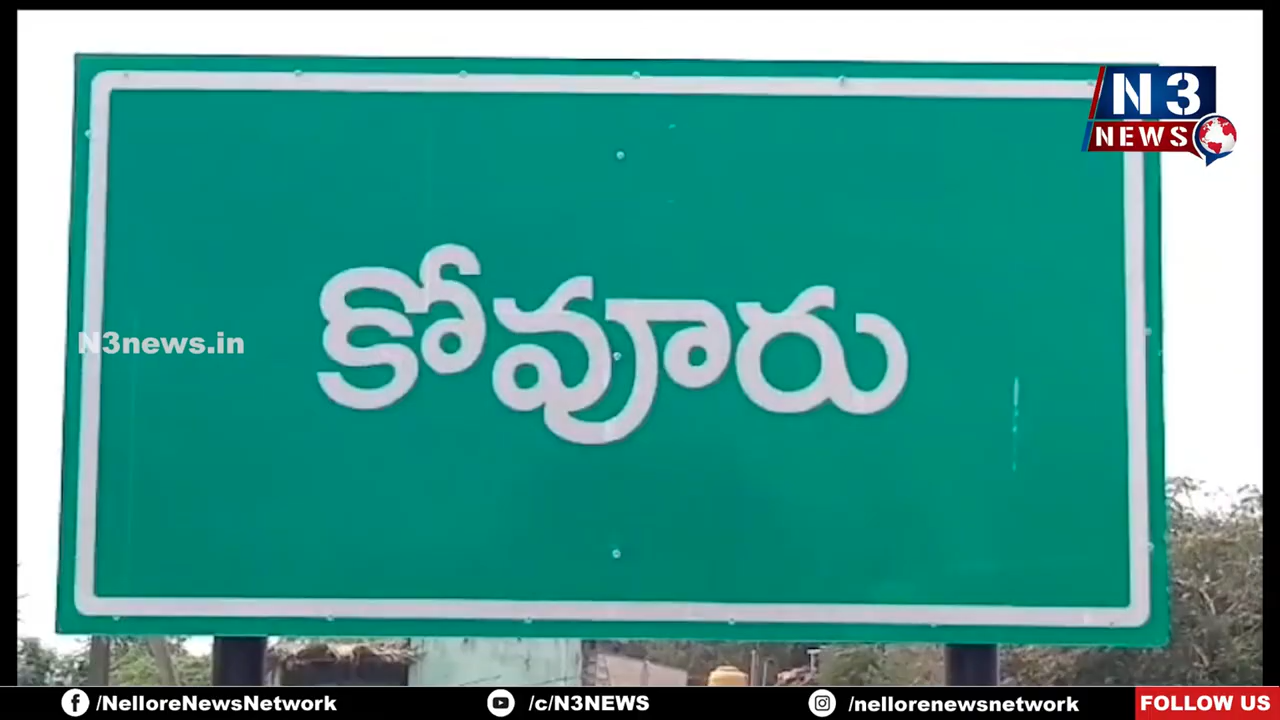 N3
NEWS
కోవూరు
N3news.in
/NelloreNewsNetwork
/c/N3NEWS
/nellorenewsnetwork
FOLLOW US